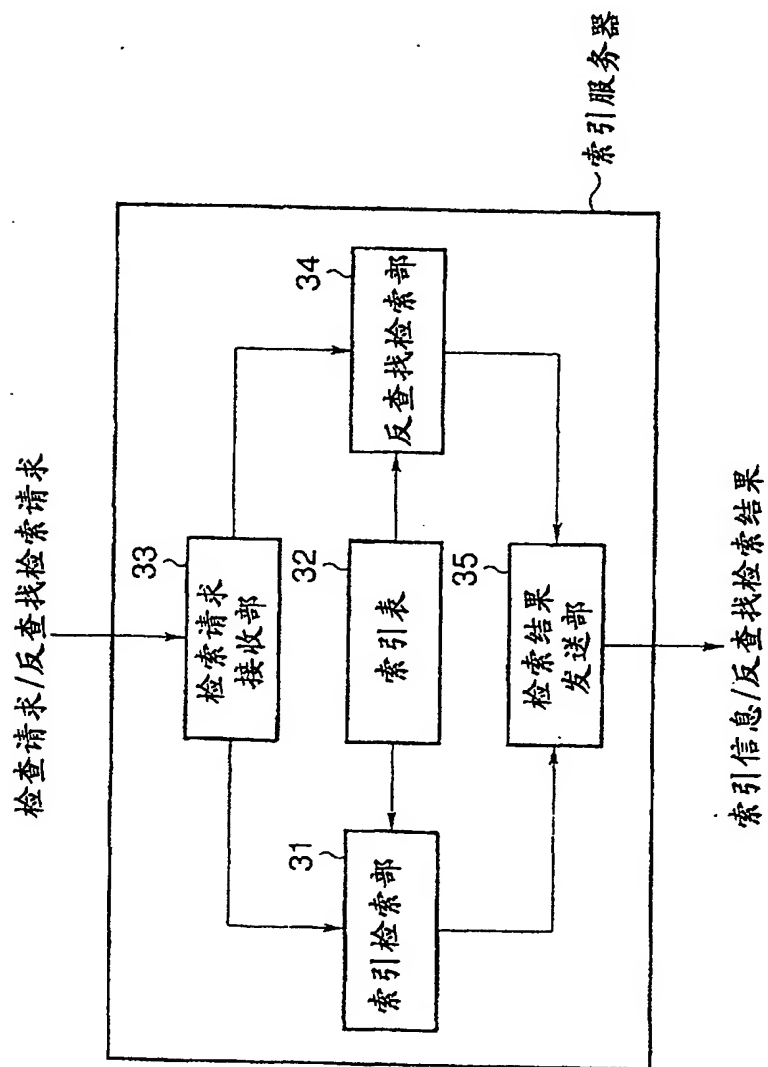 检查请求/反查找检索请求
33
检索请求
接收部
34
反查找检索部
32
索引表
31
索引检索部
35
检索结果
发送部
索引服务器
索引信息/反查找检索结果